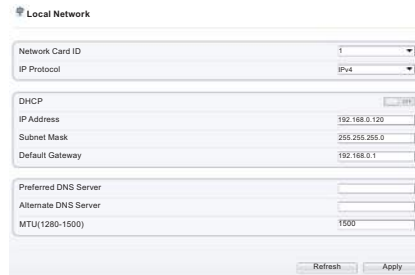 Local Network
Network Card ID 1
IP Protocol IPv4
DHCP OFF
IP Address 192.168.0.120
Subnet Mask 255.255.255.0
Default Gateway 192.168.0.1
Preferred DNS Server
Alternate DNS Server
MTU(1280-1500) 1500
Refresh Apply